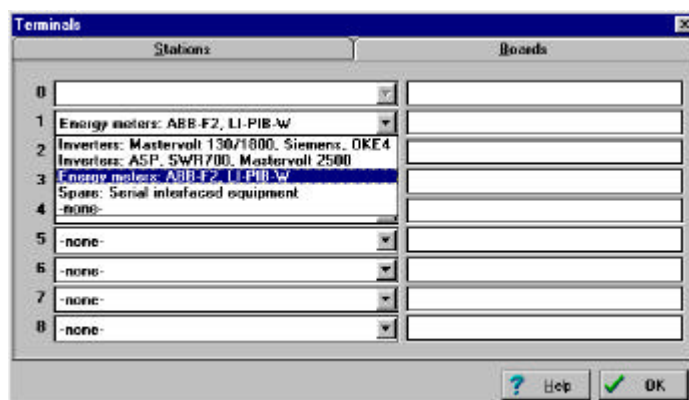 Terminals
Stations Boards
0
1 Energy meters: ABB-F2, LI-PIB-W
2 Inverters: Mastervolt 130/1800, Siemens, OKE4
Inverters: ASP, SWR700, Mastervolt 2500
3 Energy meters: ABB-F2, LI-PIB-W
Spare: Serial interfaced equipment
4 -none-
5 -none-
6 -none-
7 -none-
8 -none-
? Help OK